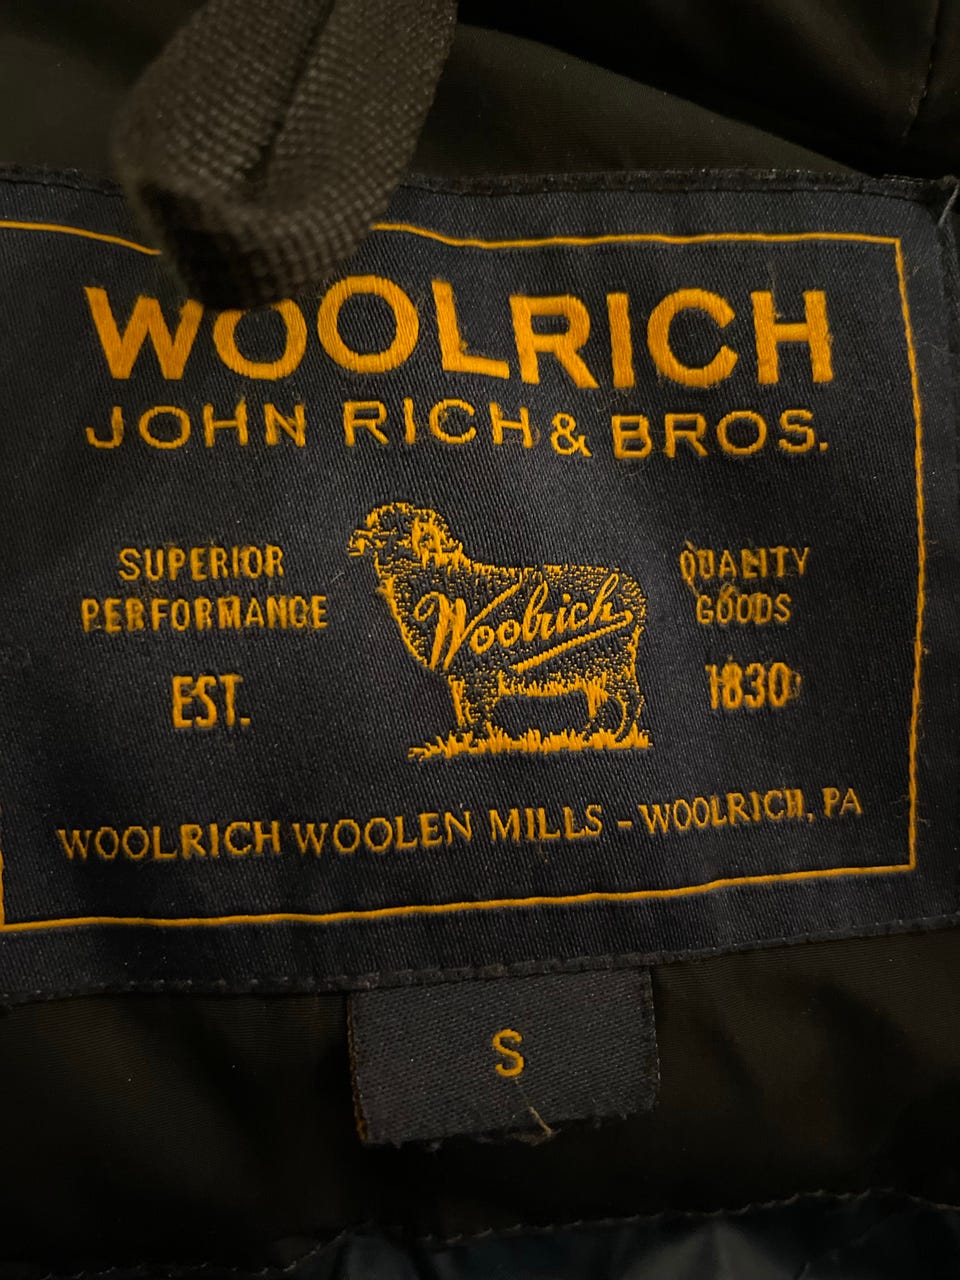 WOOLRICH
JOHN RICH & BROS.
SUPERIOR PERFORMANCE
EST.
Woolrich
QUALITY GOODS
1830
WOOLRICH WOOLEN MILLS - WOOLRICH, PA
S